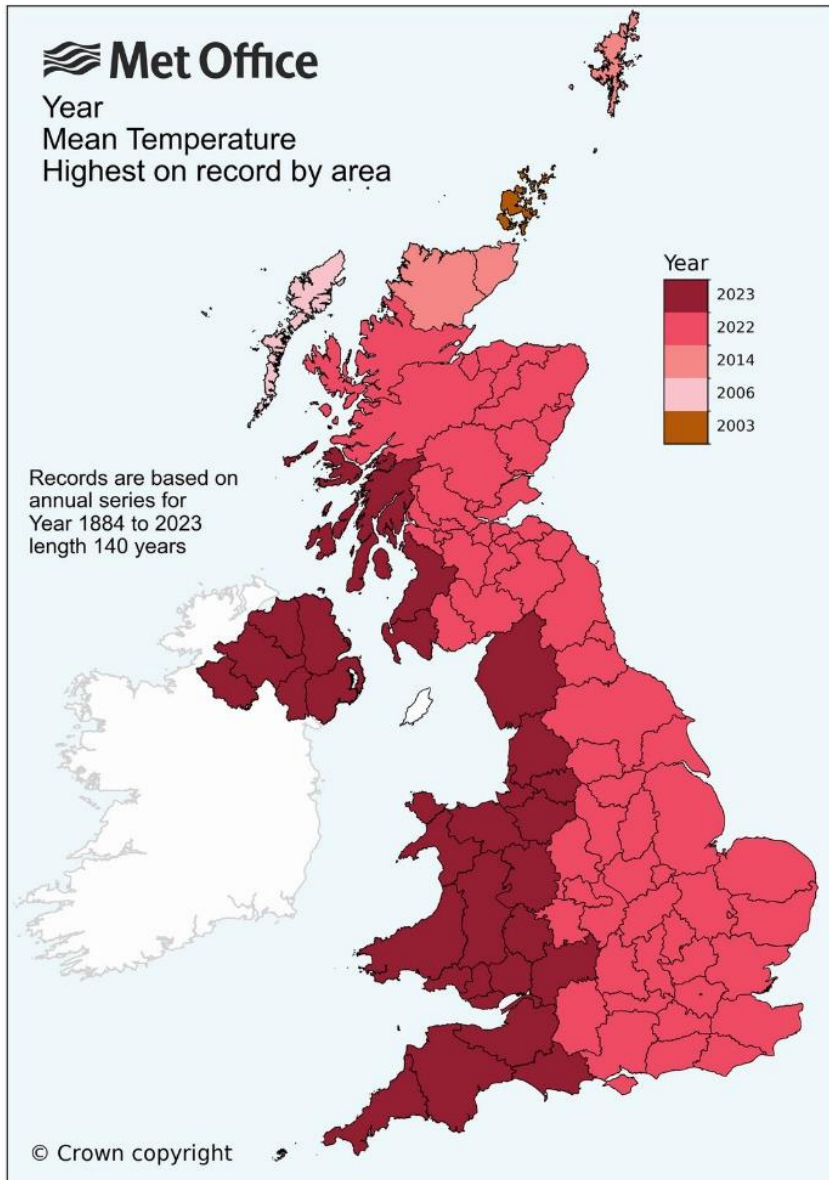 Met Office
Year
Mean Temperature
Highest on record by area
Year
2023
2022
2014
2006
2003
Records are based on
annual series for
Year 1884 to 2023
length 140 years
© Crown copyright